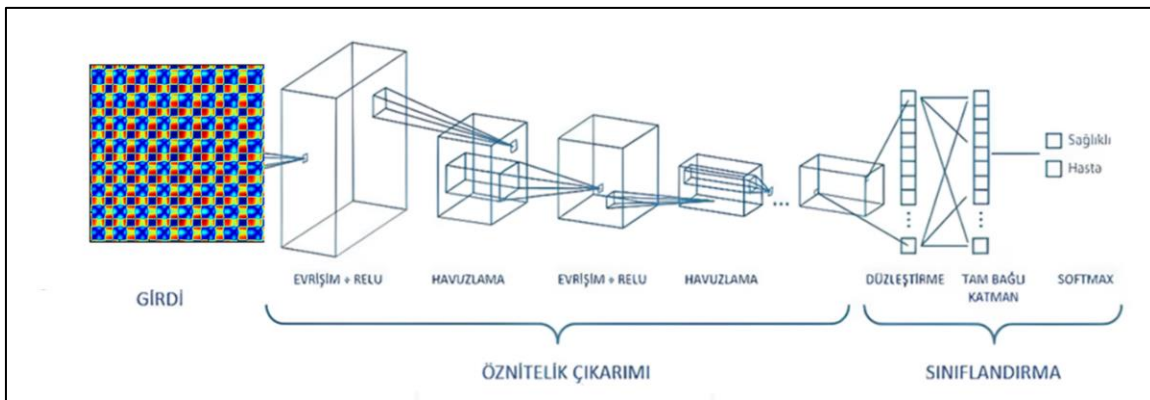 Sağlıklı
Hasta
EVRİŞİM + RELU
HAVUZLAMA
EVRİŞİM + RELU
HAVUZLAMA
DÜZLEŞTİRME
TAM BAĞLI
KATMAN
SOFTMAX
GİRDİ
ÖZNİTELİK ÇIKARIMI
SINIFLANDIRMA